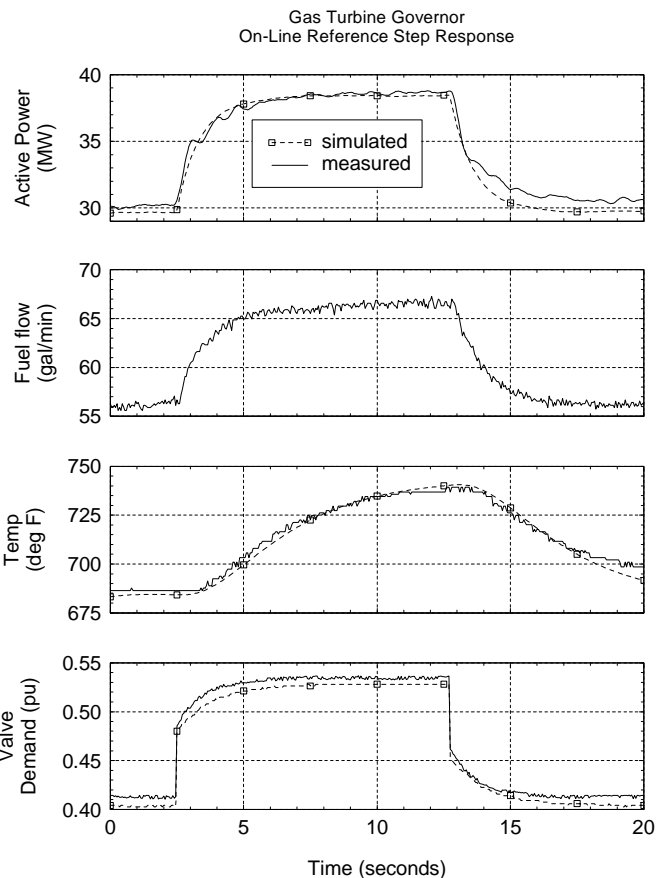 Gas Turbine Governor
On-Line Reference Step Response
Active Power
(MW)
40
35
30
simulated
measured
Fuel flow
(gal/min)
70
65
60
55
Temp
(deg F)
750
725
700
675
Valve
Demand (pu)
0.55
0.50
0.45
0.40
0
5
10
15
20
Time (seconds)